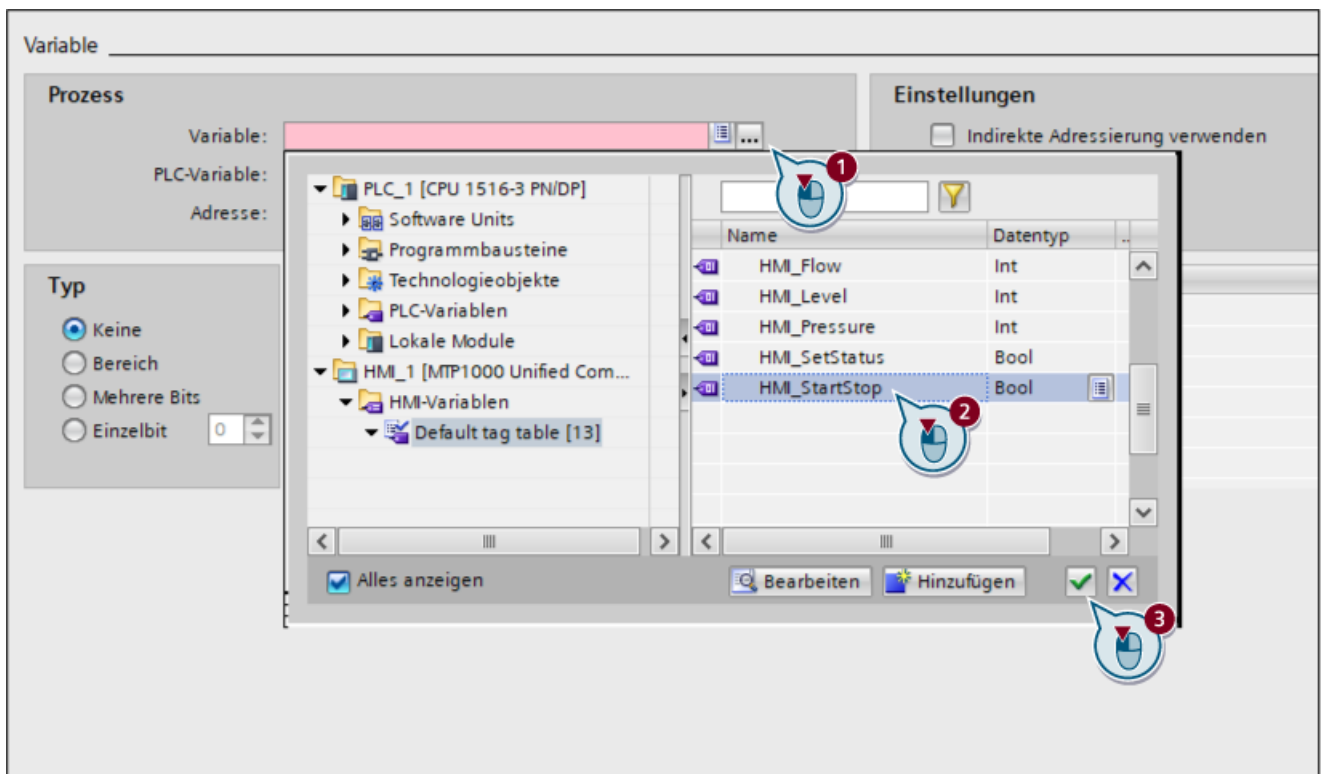 Variable
Prozess
Variable:
...
PLC-Variable:
Adresse:
Einstellungen
Indirekte Adressierung verwenden
Typ
Keine
Bereich
Mehrere Bits
Einzelbit 0
PLC_1 [CPU 1516-3 PN/DP]
Software Units
Programmbausteine
Technologieobjekte
PLC-Variablen
Lokale Module
HMI_1 [MTP1000 Unified Com...
HMI-Variablen
Default tag table [13]
1
Name Datentyp ..
HMI_Flow Int
HMI_Level Int
HMI_Pressure Int
HMI_SetStatus Bool
HMI_StartStop Bool
2
Alles anzeigen
Bearbeiten
Hinzufügen
3